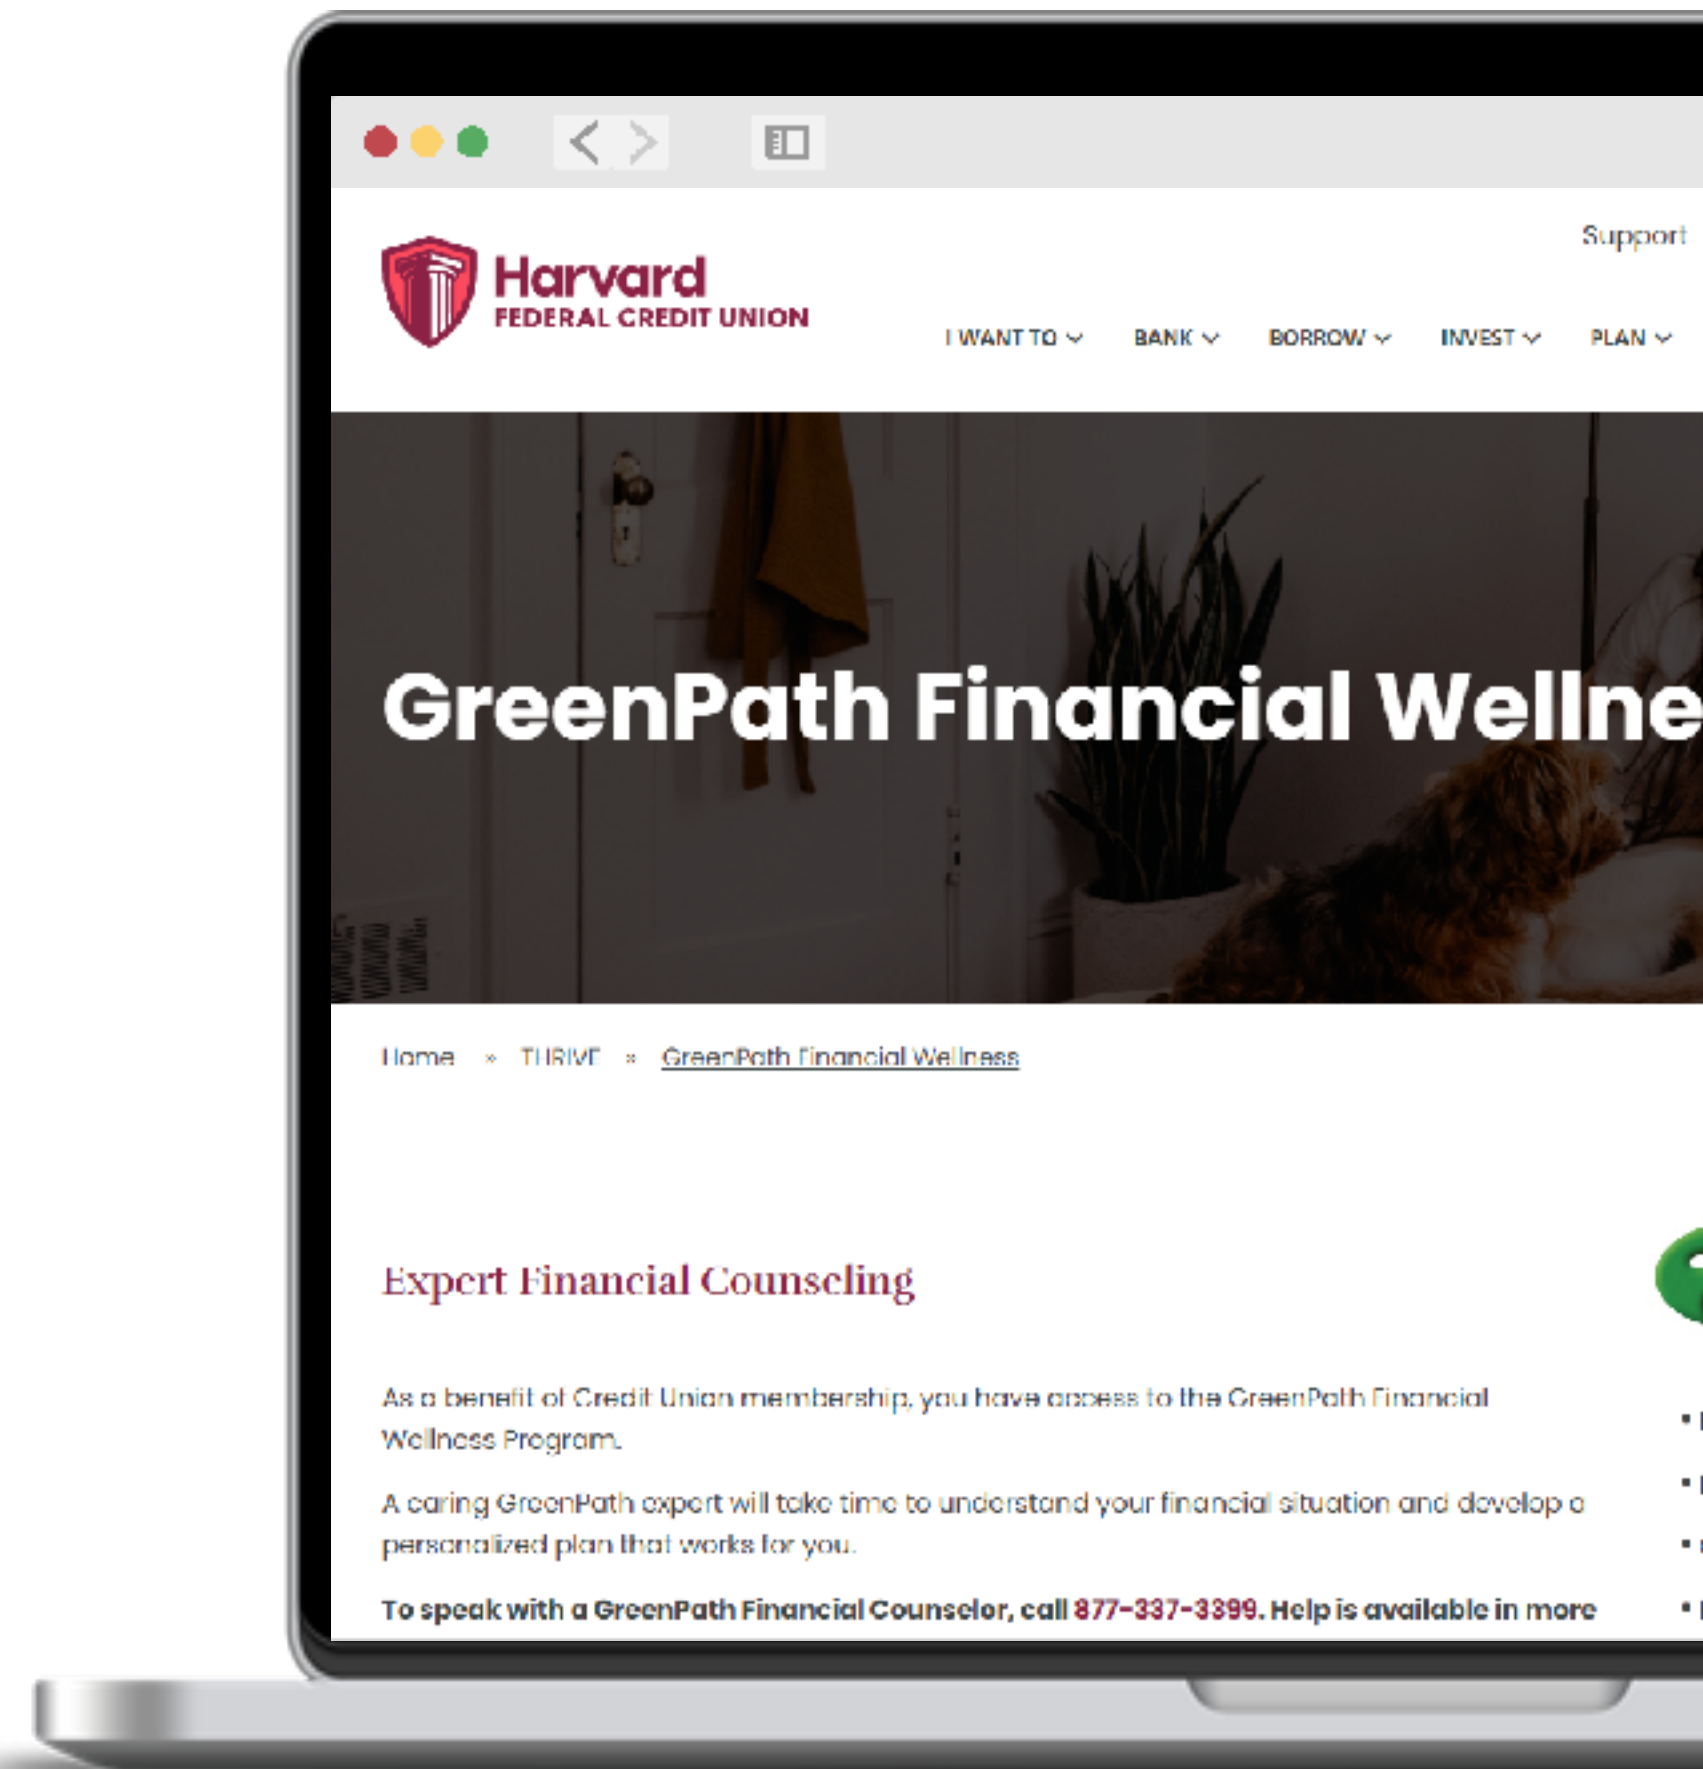 Support
Harvard
FEDERAL CREDIT UNION
I WANT TO BANK BORROW INVEST PLAN
GreenPath Financial Wellne
Home » THRIVE » GreenPath Financial Wellness
Expert Financial Counseling
As a benefit of Credit Union membership, you have access to the GreenPath Financial
Wellness Program.
A caring GreenPath expert will take time to understand your financial situation and develop a
personalized plan that works for you.
To speak with a GreenPath Financial Counselor, call 877-337-3399. Help is available in more